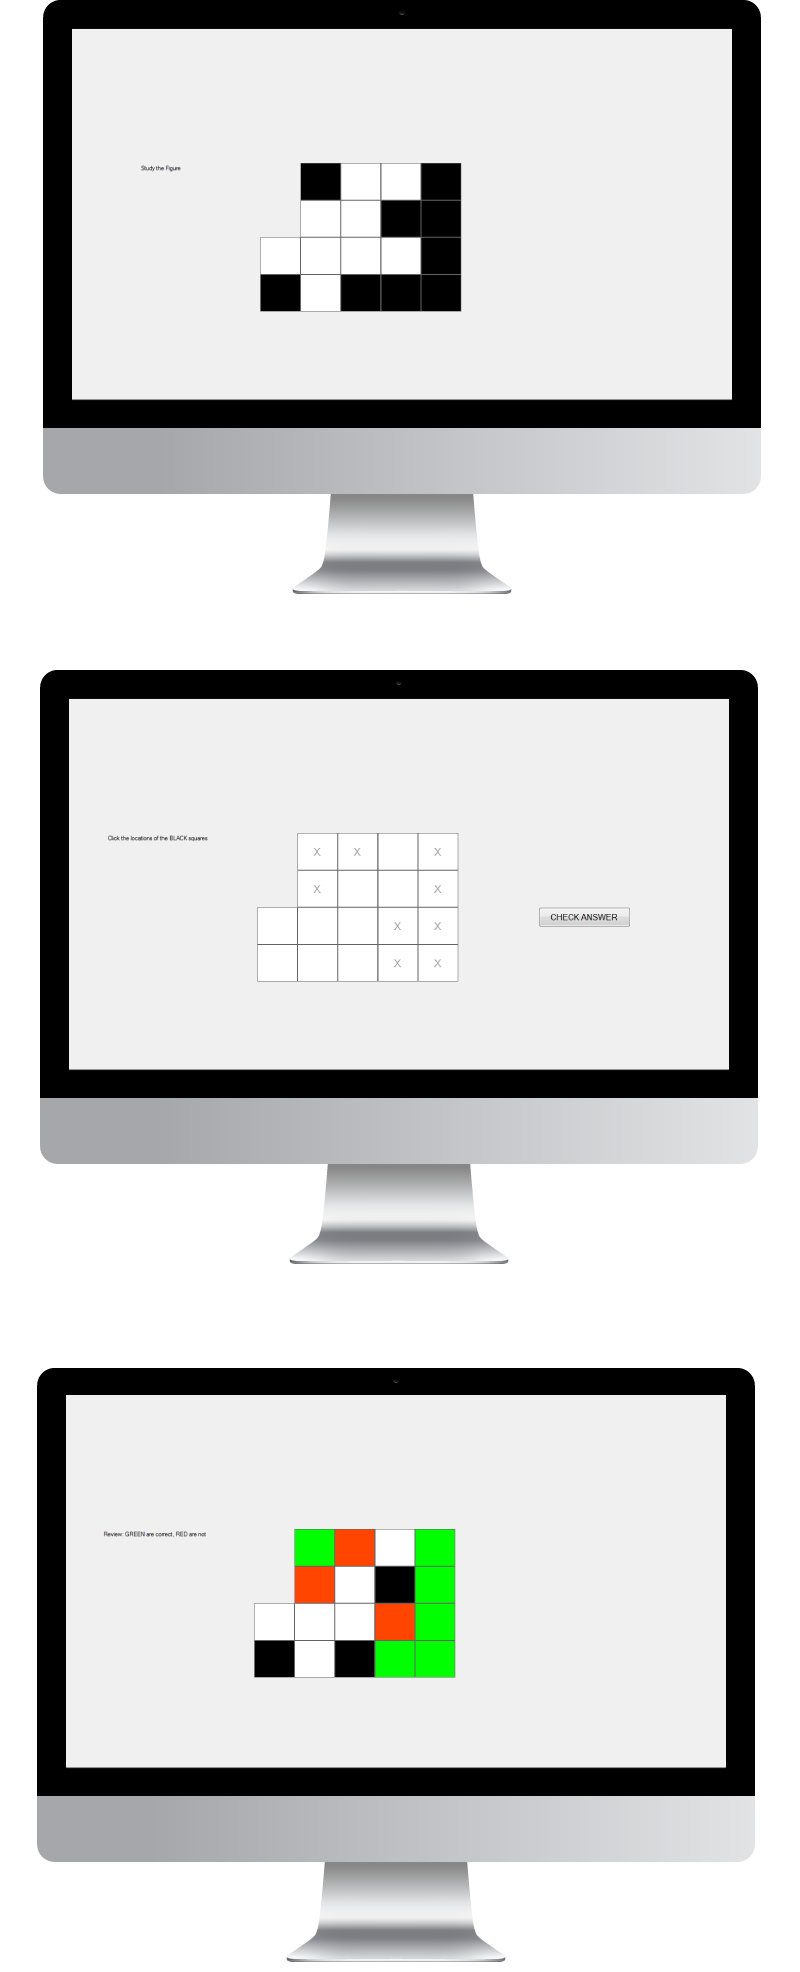 Study the Figure
Click the locations of the BLACK squares
X X X
X X
X X
CHECK ANSWER
X X
Review: GREEN are correct, RED are not